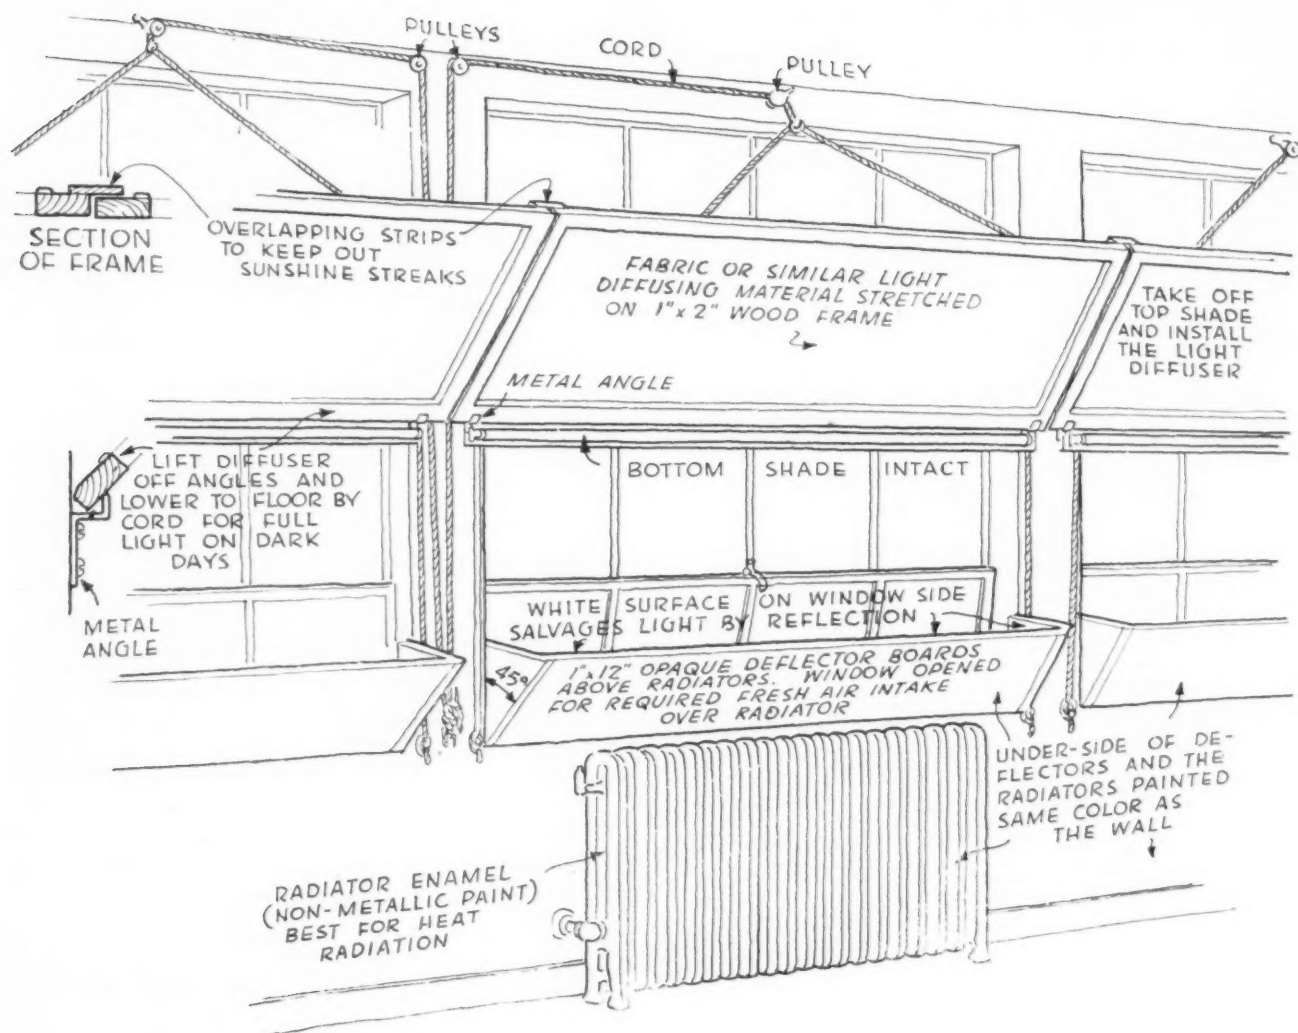 PULLEYS
CORD
PULLEY
SECTION
OF FRAME
OVERLAPPING STRIPS
TO KEEP OUT
SUNSHINE STREAKS
FABRIC OR SIMILAR LIGHT
DIFFUSING MATERIAL STRETCHED
ON 1" x 2" WOOD FRAME
TAKE OFF
TOP SHADE
AND INSTALL
THE LIGHT
DIFFUSER
METAL ANGLE
LIFT DIFFUSER
OFF ANGLES AND
LOWER TO FLOOR BY
CORD FOR FULL
LIGHT ON DARK
DAYS
BOTTOM SHADE INTACT
METAL
ANGLE
WHITE SURFACE ON WINDOW SIDE
SALVAGES LIGHT BY REFLECTION
45°
1" x 12" OPAQUE DEFLECTOR BOARDS
ABOVE RADIATORS. WINDOW OPENED
FOR REQUIRED FRESH AIR INTAKE
OVER RADIATOR
UNDER-SIDE OF DE-
FLECTORS AND THE
RADIATORS PAINTED
SAME COLOR AS
THE WALL
RADIATOR ENAMEL
(NON-METALLIC PAINT)
BEST FOR HEAT
RADIATION